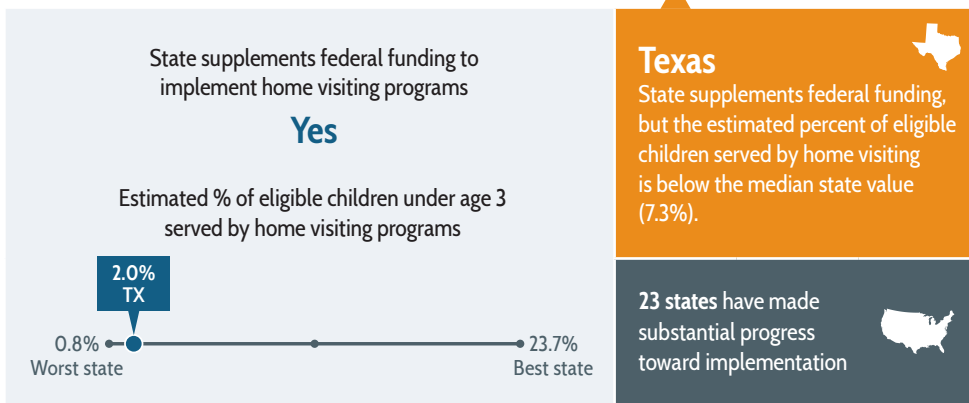 State supplements federal funding to
implement home visiting programs
Yes
Estimated % of eligible children under age 3
served by home visiting programs
2.0%
TX
0.8%
23.7%
Worst state
Best state
Texas
State supplements federal funding,
but the estimated percent of eligible
children served by home visiting
is below the median state value
(7.3%).
23 states have made
substantial progress
toward implementation